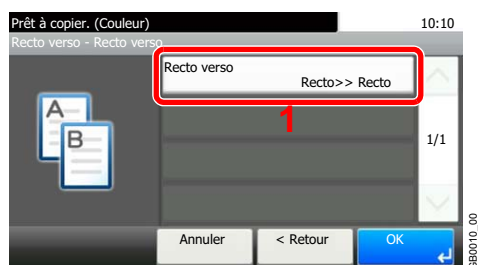 Prêt à copier. (Couleur)
10:10
Recto verso - Recto verso
Recto verso
Recto>> Recto
A
B
1
1/1
Annuler
< Retour
OK
GB0010_00